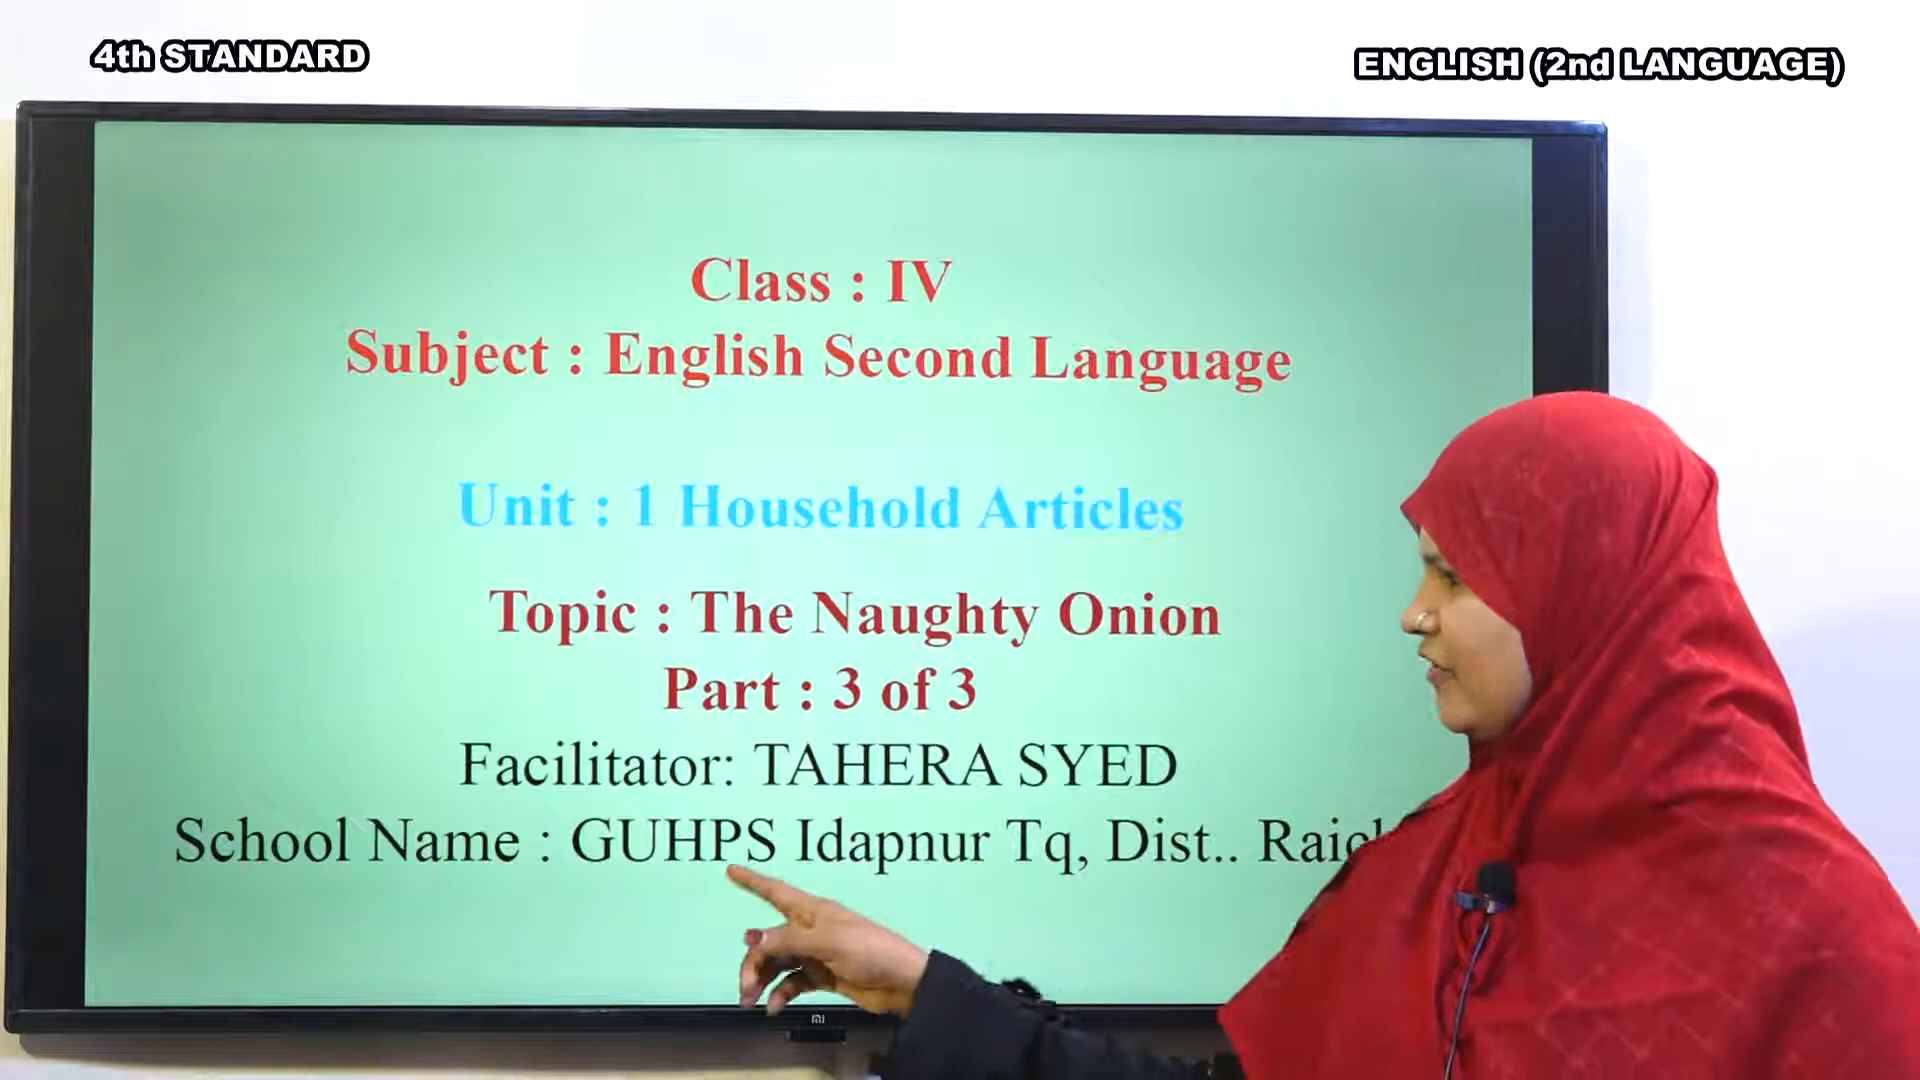 4th STANDARD
ENGLISH (2nd LANGUAGE)
Class : IV
Subject : English Second Language
Unit : 1 Household Articles
Topic : The Naughty Onion
Part : 3 of 3
Facilitator: TAHERA SYED
School Name : GUHPS Idapnur Tq, Dist..
mi